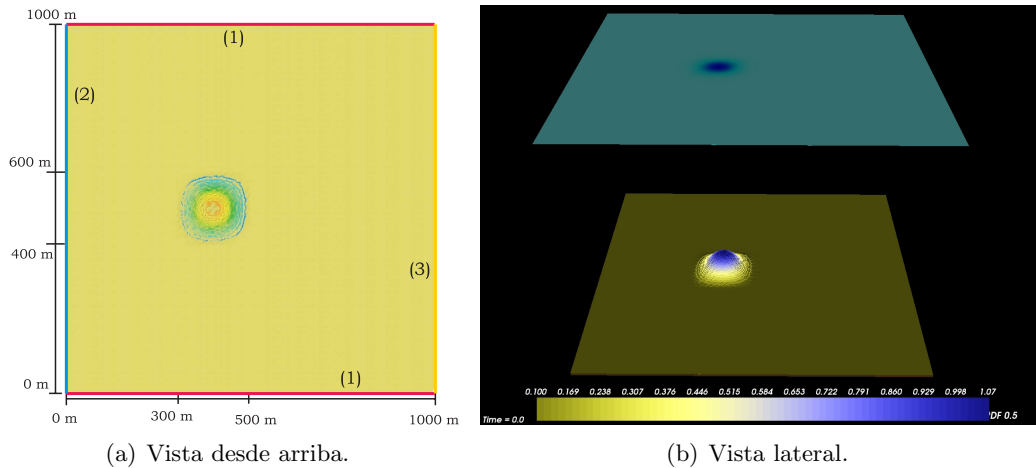 1000 m
(1)
(2)
600 m
400 m
(3)
(1)
0 m
0 m
300 m
500 m
1000 m
0.100 0.169 0.238 0.307 0.376 0.446 0.515 0.584 0.653 0.722 0.791 0.860 0.929 0.998 1.07
Time = 0.0
PDF 0.5
(a) Vista desde arriba.
(b) Vista lateral.